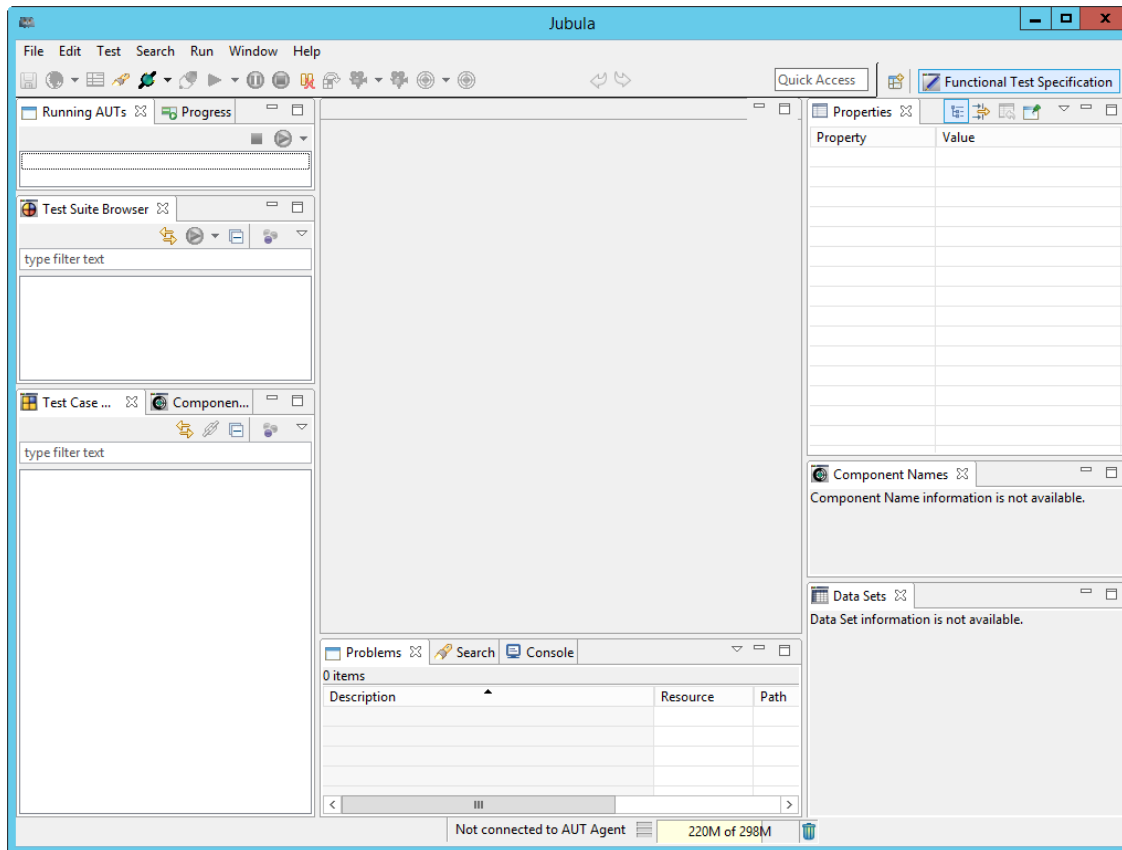 Jubula
File Edit Test Search Run Window Help
Quick Access
Functional Test Specification
Running AUTs
Progress
Test Suite Browser
type filter text
Test Case ...
Componen...
type filter text
Problems
Search
Console
0 items
Description
Resource
Path
Properties
Property
Value
Component Names
Component Name information is not available.
Data Sets
Data Set information is not available.
Not connected to AUT Agent
220M of 298M